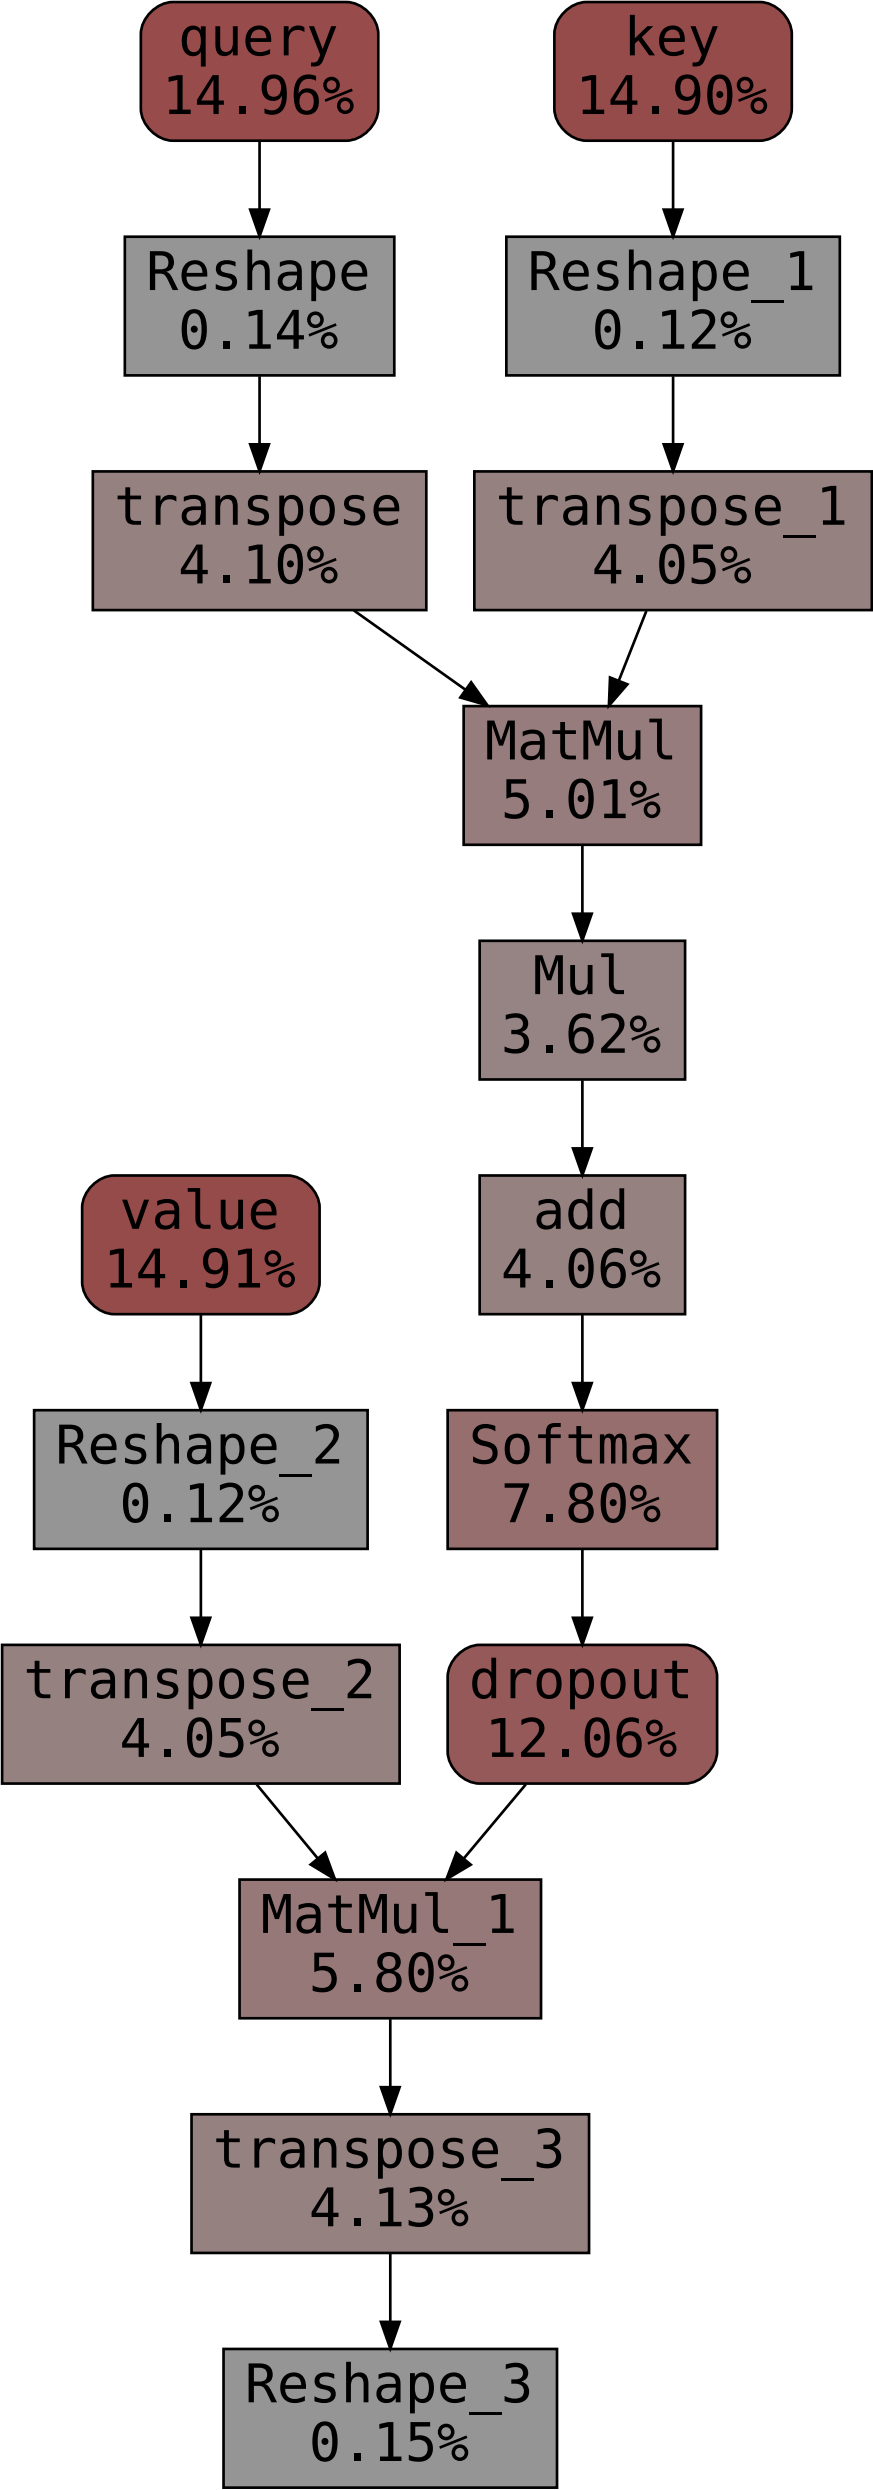 query
14.96%
key
14.90%
Reshape
0.14%
Reshape_1
0.12%
transpose
4.10%
transpose_1
4.05%
MatMul
5.01%
Mul
3.62%
value
14.91%
add
4.06%
Reshape_2
0.12%
Softmax
7.80%
transpose_2
4.05%
dropout
12.06%
MatMul_1
5.80%
transpose_3
4.13%
Reshape_3
0.15%